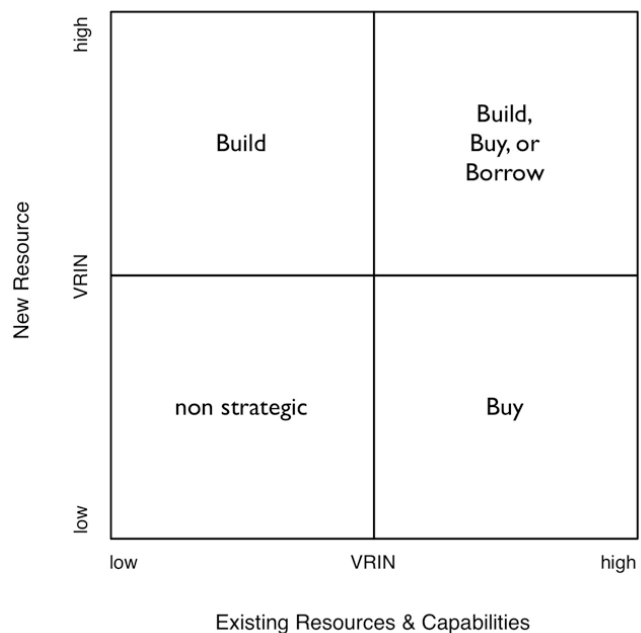 high
Build
Build,
Buy, or
Borrow
New Resource
VRIN
non strategic
Buy
low
low
VRIN
high
Existing Resources & Capabilities